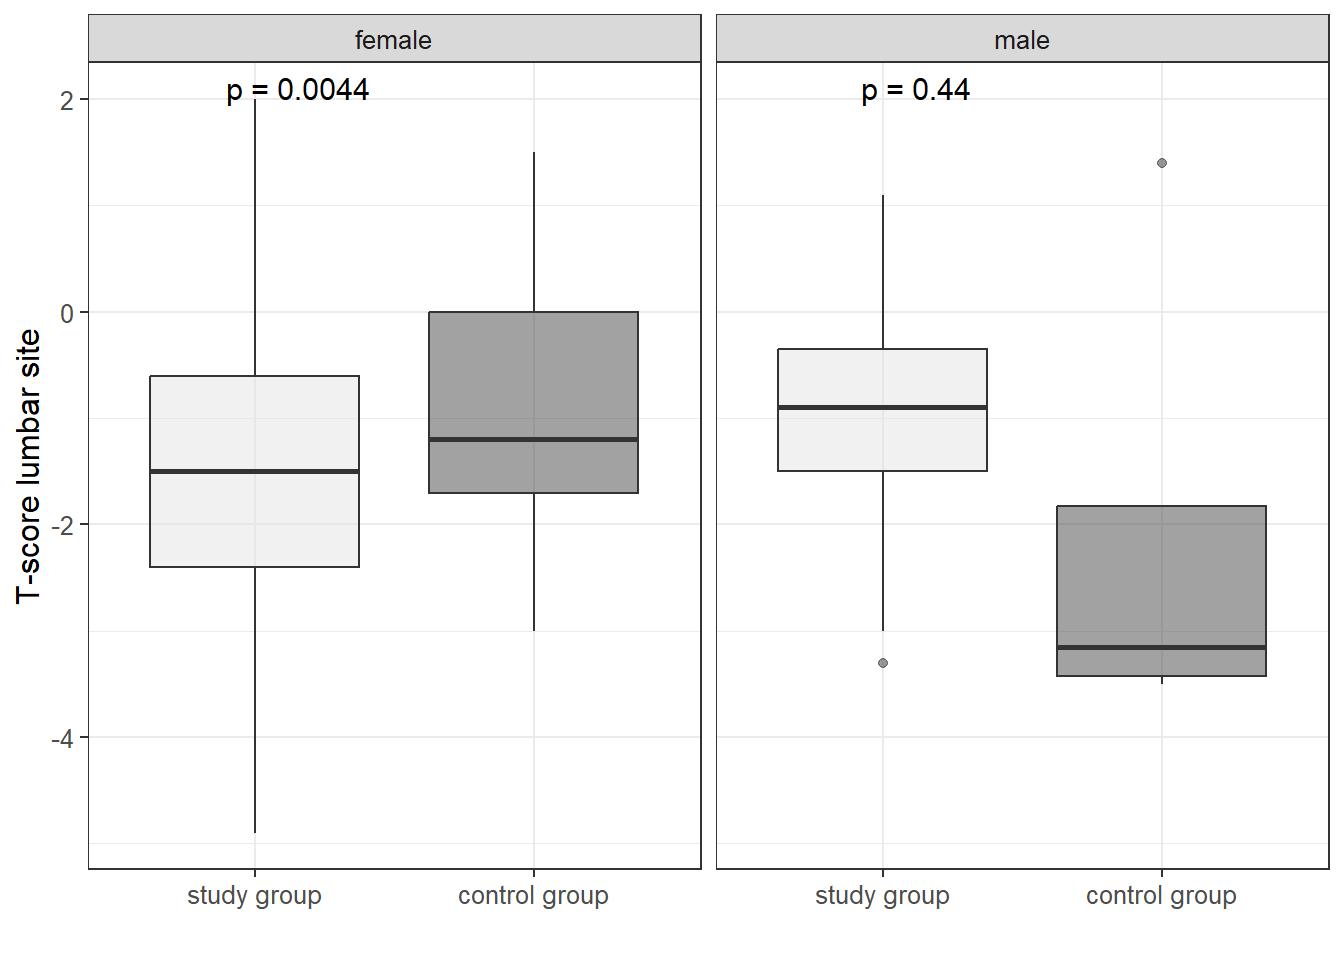 female
male
p = 0.0044
p = 0.44
2
0
-2
-4
T-score lumbar site
study group
control group
study group
control group